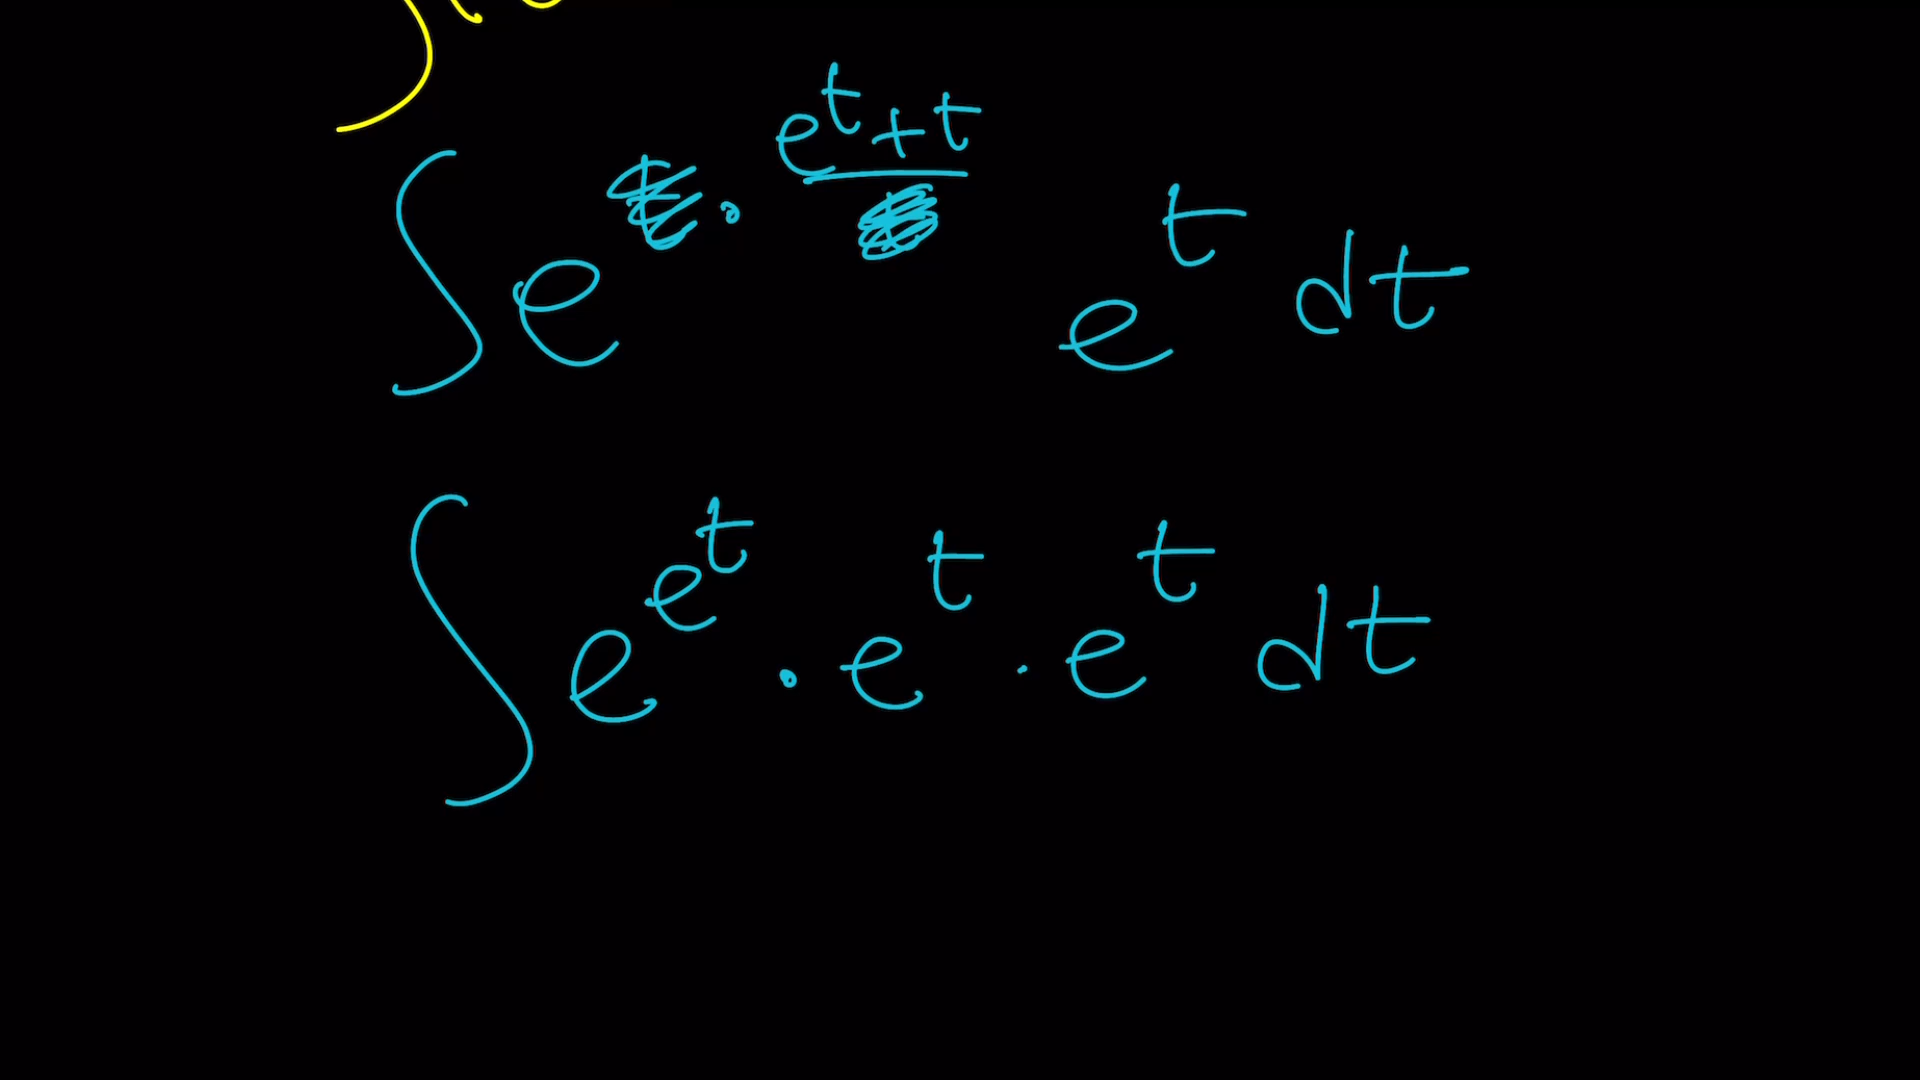 ∫ e^{t · (e^t + t)/t} e^t dt
∫ e^{e^t} · e^t · e^t dt